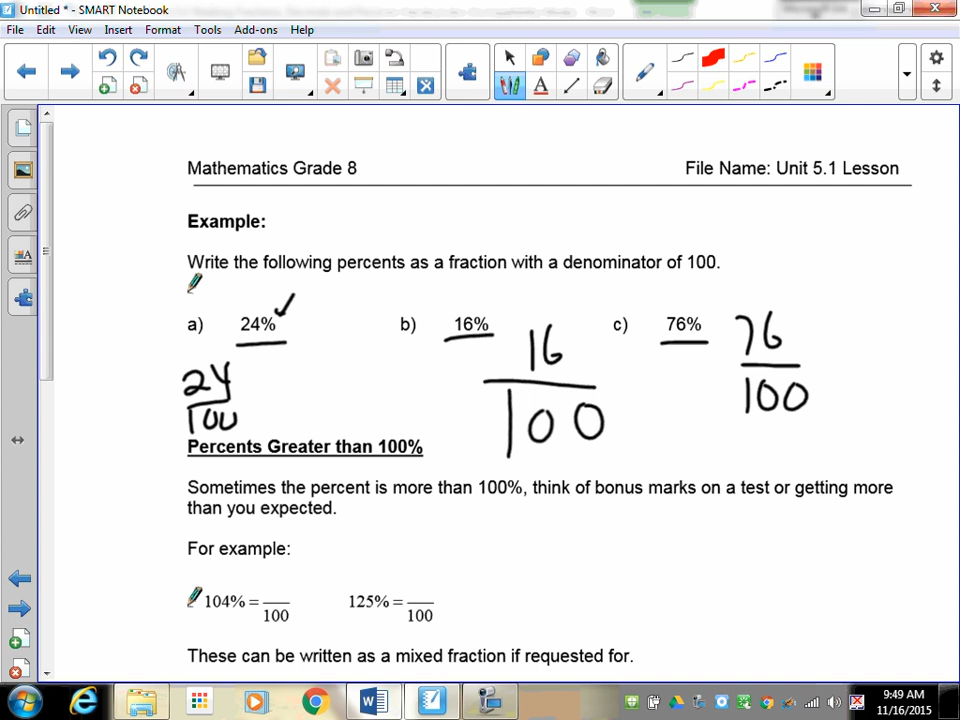 Untitled * - SMART Notebook
File Edit View Insert Format Tools Add-ons Help
Mathematics Grade 8 File Name: Unit 5.1 Lesson
Example:
Write the following percents as a fraction with a denominator of 100.
a) 24% ✓ b) 16% c) 76%
24 16 76
100 100 100
Percents Greater than 100%
Sometimes the percent is more than 100%, think of bonus marks on a test or getting more
than you expected.
For example:
104% = 125% =
100 100
These can be written as a mixed fraction if requested for.
9:49 AM
11/16/2015